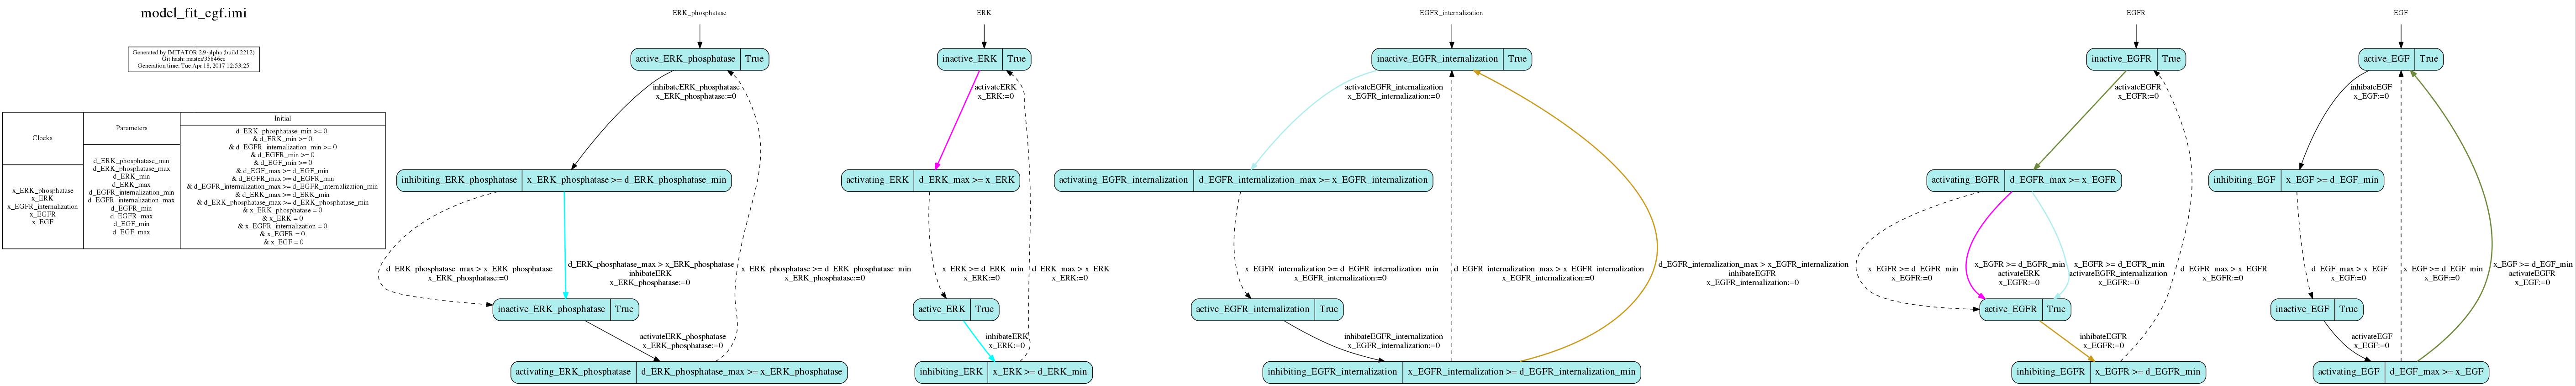 model_fit_egf.imi
Generated by IMITATOR 2.9-alpha (build 2212)
Git hash: master/35846ec
Generation time: Tue Apr 18, 2017 12:53:25
Clocks
x_ERK_phosphatase
x_ERK
x_EGFR_internalization
x_EGFR
x_EGF
Parameters
d_ERK_phosphatase_min
d_ERK_phosphatase_max
d_ERK_min
d_ERK_max
d_EGFR_internalization_min
d_EGFR_internalization_max
d_EGFR_min
d_EGFR_max
d_EGF_min
d_EGF_max
Initial
d_ERK_phosphatase_min >= 0
& d_ERK_min >= 0
& d_EGFR_internalization_min >= 0
& d_EGFR_min >= 0
& d_EGF_min >= 0
& d_EGF_max >= d_EGF_min
& d_EGFR_max >= d_EGFR_min
& d_EGFR_internalization_max >= d_EGFR_internalization_min
& d_ERK_max >= d_ERK_min
& d_ERK_phosphatase_max >= d_ERK_phosphatase_min
& x_ERK_phosphatase = 0
& x_ERK = 0
& x_EGFR_internalization = 0
& x_EGFR = 0
& x_EGF = 0
ERK_phosphatase
active_ERK_phosphatase True
inhibateERK_phosphatase
x_ERK_phosphatase:=0
inhibiting_ERK_phosphatase x_ERK_phosphatase >= d_ERK_phosphatase_min
d_ERK_phosphatase_max > x_ERK_phosphatase
x_ERK_phosphatase:=0
d_ERK_phosphatase_max > x_ERK_phosphatase
inhibateERK
x_ERK_phosphatase:=0
x_ERK_phosphatase >= d_ERK_phosphatase_min
x_ERK_phosphatase:=0
inactive_ERK_phosphatase True
activateERK_phosphatase
x_ERK_phosphatase:=0
activating_ERK_phosphatase d_ERK_phosphatase_max >= x_ERK_phosphatase
ERK
inactive_ERK True
activateERK
x_ERK:=0
activating_ERK d_ERK_max >= x_ERK
x_ERK >= d_ERK_min
x_ERK:=0
d_ERK_max > x_ERK
x_ERK:=0
active_ERK True
inhibateERK
x_ERK:=0
inhibiting_ERK x_ERK >= d_ERK_min
EGFR_internalization
inactive_EGFR_internalization True
activateEGFR_internalization
x_EGFR_internalization:=0
activating_EGFR_internalization d_EGFR_internalization_max >= x_EGFR_internalization
x_EGFR_internalization >= d_EGFR_internalization_min
x_EGFR_internalization:=0
d_EGFR_internalization_max > x_EGFR_internalization
x_EGFR_internalization:=0
d_EGFR_internalization_max > x_EGFR_internalization
inhibateEGFR
x_EGFR_internalization:=0
active_EGFR_internalization True
inhibateEGFR_internalization
x_EGFR_internalization:=0
inhibiting_EGFR_internalization x_EGFR_internalization >= d_EGFR_internalization_min
EGFR
inactive_EGFR True
activateEGFR
x_EGFR:=0
activating_EGFR d_EGFR_max >= x_EGFR
x_EGFR >= d_EGFR_min
x_EGFR:=0
x_EGFR >= d_EGFR_min
activateERK
x_EGFR:=0
x_EGFR >= d_EGFR_min
activateEGFR_internalization
x_EGFR:=0
d_EGFR_max > x_EGFR
x_EGFR:=0
active_EGFR True
inhibateEGFR
x_EGFR:=0
inhibiting_EGFR x_EGFR >= d_EGFR_min
EGF
active_EGF True
inhibateEGF
x_EGF:=0
inhibiting_EGF x_EGF >= d_EGF_min
d_EGF_max > x_EGF
x_EGF:=0
x_EGF >= d_EGF_min
x_EGF:=0
x_EGF >= d_EGF_min
activateEGFR
x_EGF:=0
inactive_EGF True
activateEGF
x_EGF:=0
activating_EGF d_EGF_max >= x_EGF